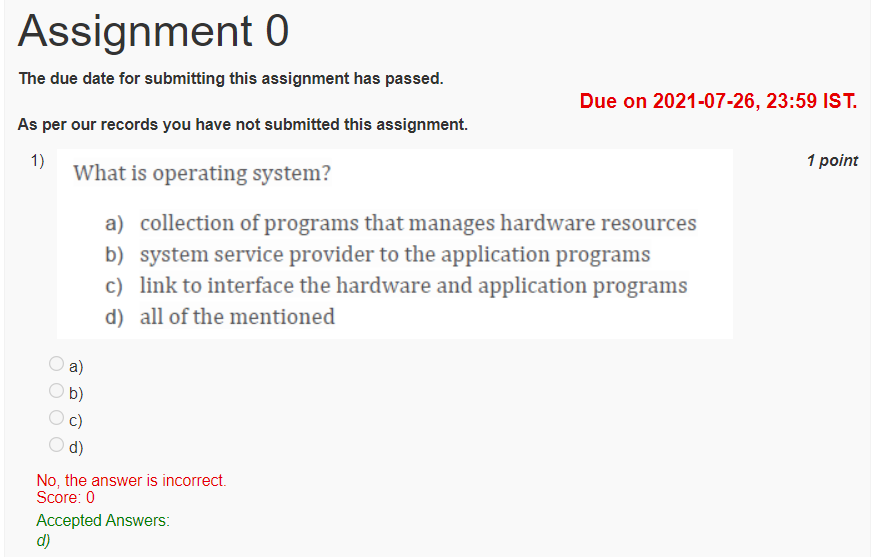 Assignment 0
The due date for submitting this assignment has passed.
Due on 2021-07-26, 23:59 IST.
As per our records you have not submitted this assignment.
1)
1 point
What is operating system?
a) collection of programs that manages hardware resources
b) system service provider to the application programs
c) link to interface the hardware and application programs
d) all of the mentioned
a)
b)
c)
d)
No, the answer is incorrect.
Score: 0
Accepted Answers:
d)